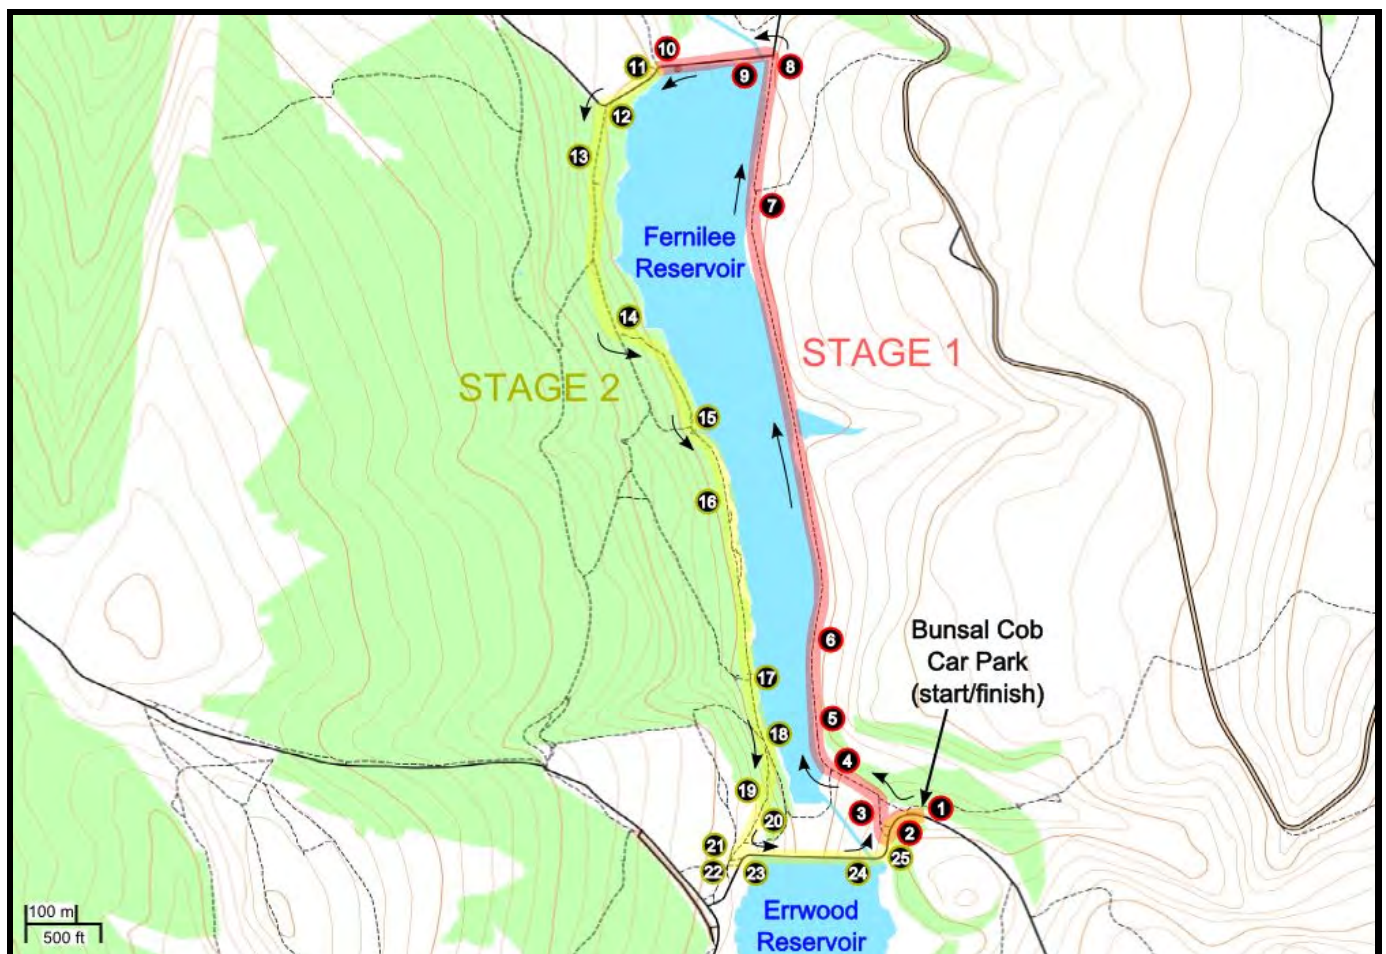 10
11
9
8
12
13
7
Fernilee
Reservoir
14
STAGE 1
STAGE 2
15
16
6
Bunsal Cob
Car Park
(start/finish)
17
5
18
4
19
3
1
20
2
21
25
22
23
24
100 m
500 ft
Errwood
Reservoir